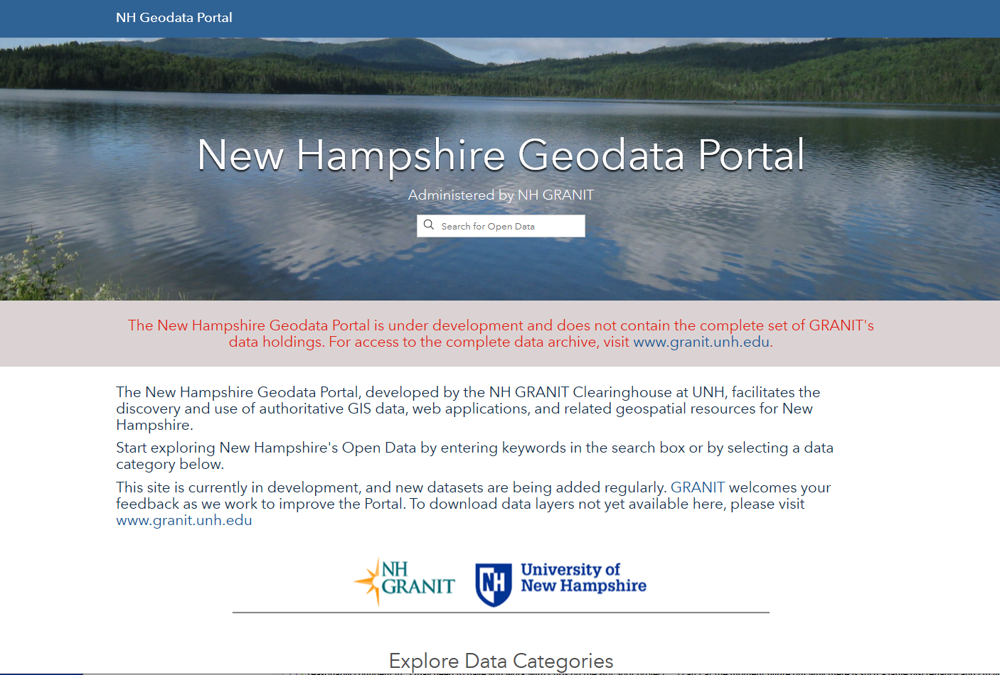 NH Geodata Portal
New Hampshire Geodata Portal
Administered by NH GRANIT
Search for Open Data
The New Hampshire Geodata Portal is under development and does not contain the complete set of GRANIT's
data holdings. For access to the complete data archive, visit www.granit.unh.edu.
The New Hampshire Geodata Portal, developed by the NH GRANIT Clearinghouse at UNH, facilitates the
discovery and use of authoritative GIS data, web applications, and related geospatial resources for New
Hampshire.
Start exploring New Hampshire's Open Data by entering keywords in the search box or by selecting a data
category below.
This site is currently in development, and new datasets are being added regularly. GRANIT welcomes your
feedback as we work to improve the Portal. To download data layers not yet available here, please visit
www.granit.unh.edu
NH
GRANIT
NH
University of
New Hampshire
Explore Data Categories